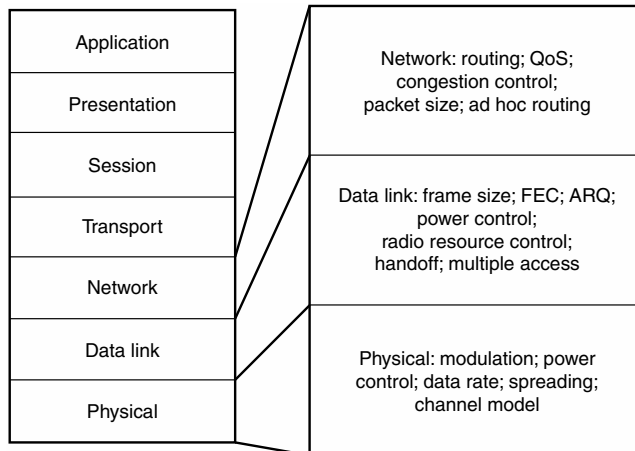 Application
Presentation
Session
Transport
Network
Data link
Physical
Network: routing; QoS;
congestion control;
packet size; ad hoc routing
Data link: frame size; FEC; ARQ;
power control;
radio resource control;
handoff; multiple access
Physical: modulation; power
control; data rate; spreading;
channel model